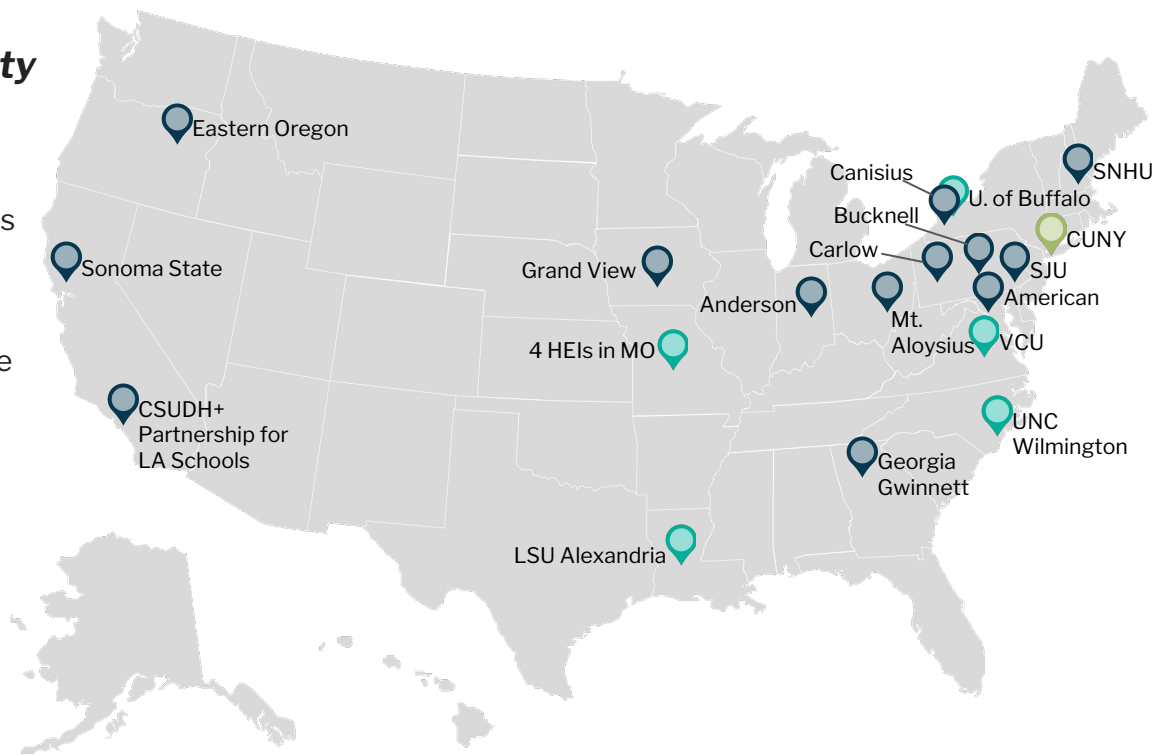 ty
Eastern Oregon
Canisius
SNHU
U. of Buffalo
s
Bucknell
CUNY
Carlow
Sonoma State
Grand View
SJU
Anderson
American
Mt.
Aloysius
VCU
4 HEIs in MO
e
CSUDH+
Partnership for
LA Schools
UNC
Wilmington
Georgia
Gwinnett
LSU Alexandria